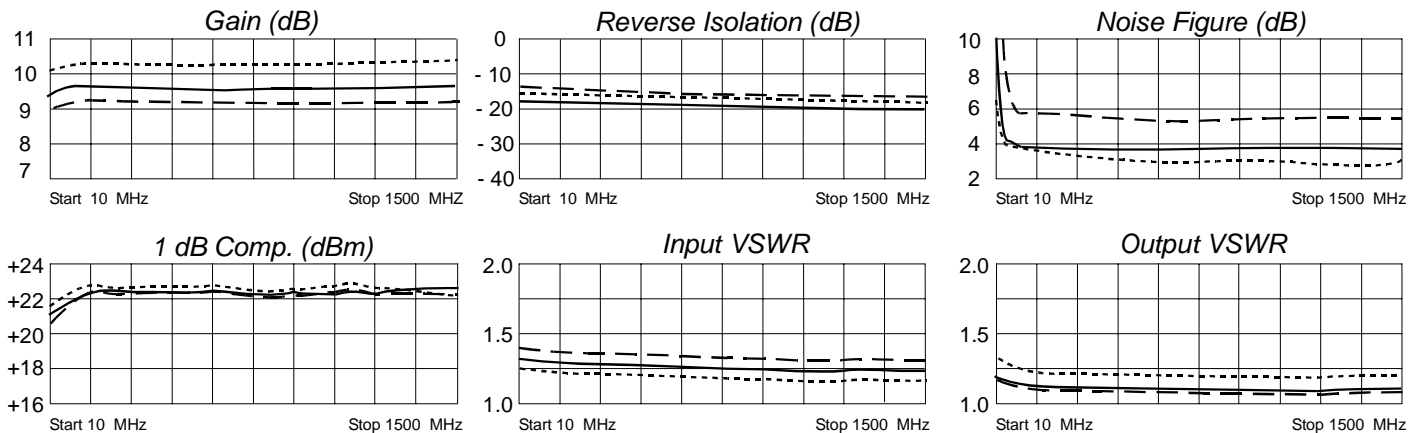 Gain (dB)
11
10
9
8
7
Start 10 MHz
Stop 1500 MHZ
Reverse Isolation (dB)
0
- 10
- 20
- 30
- 40
Start 10 MHz
Stop 1500 MHz
Noise Figure (dB)
10
8
6
4
2
Start 10 MHz
Stop 1500 MHz
1 dB Comp. (dBm)
+24
+22
+20
+18
+16
Start 10 MHz
Stop 1500 MHz
Input VSWR
2.0
1.5
1.0
Start 10 MHz
Stop 1500 MHz
Output VSWR
2.0
1.5
1.0
Start 10 MHz
Stop 1500 MHz